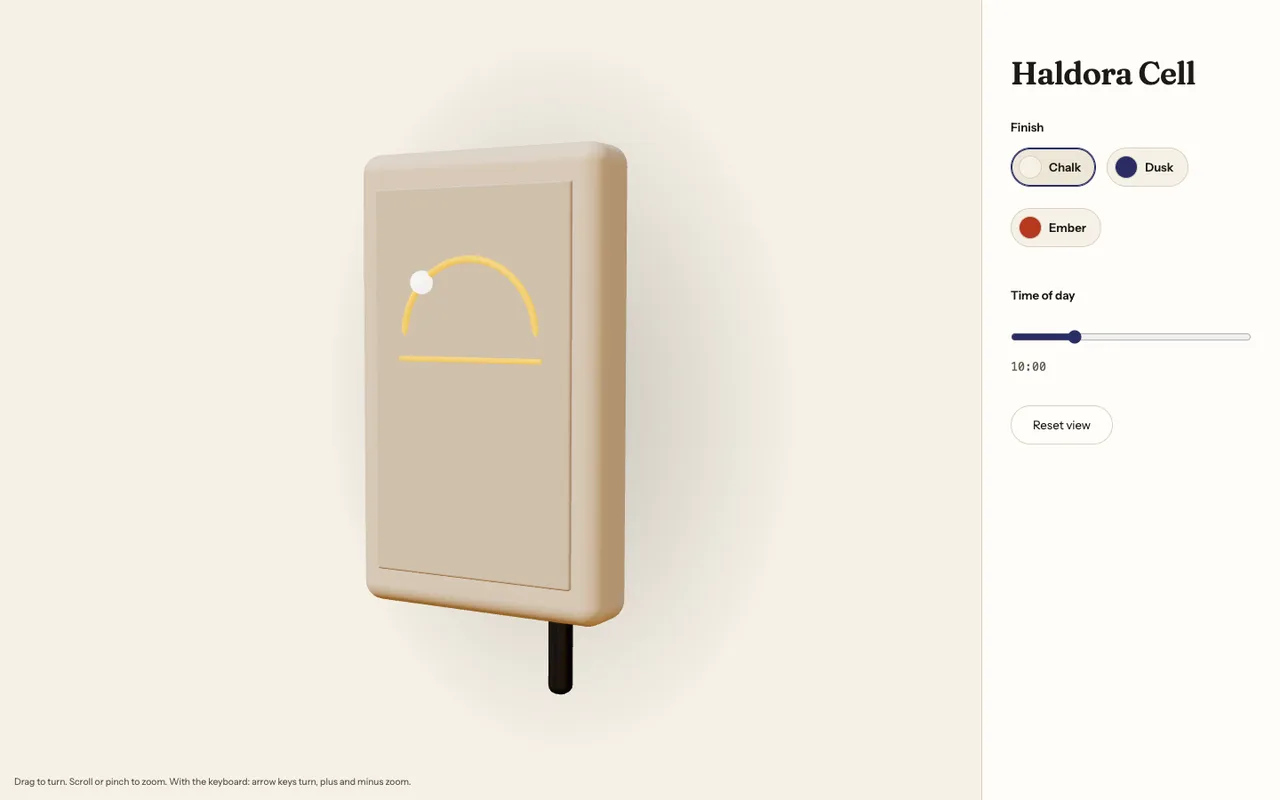 Haldora Cell
Finish
Chalk
Dusk
Ember
Time of day
10:00
Reset view
Drag to turn. Scroll or pinch to zoom. With the keyboard: arrow keys turn, plus and minus zoom.